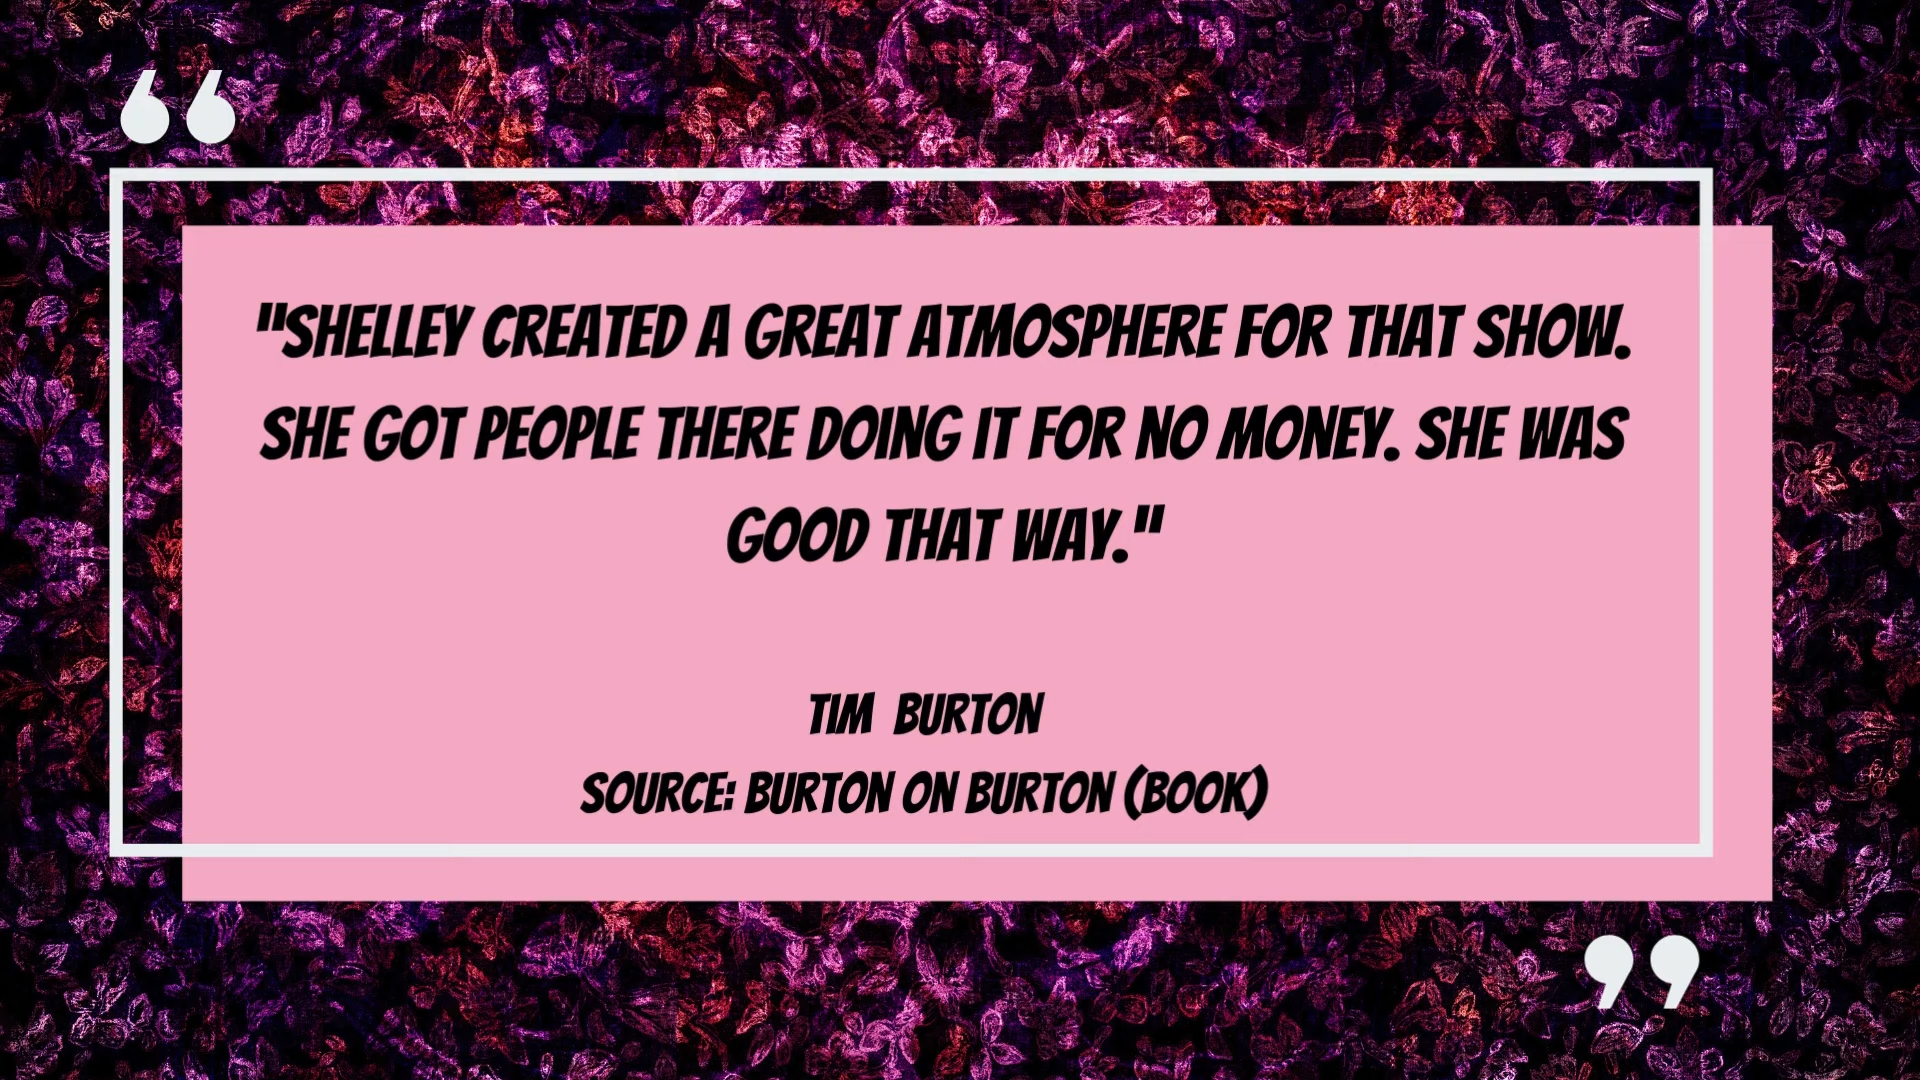 “
"SHELLEY CREATED A GREAT ATMOSPHERE FOR THAT SHOW.
SHE GOT PEOPLE THERE DOING IT FOR NO MONEY. SHE WAS
GOOD THAT WAY."
TIM BURTON
SOURCE: BURTON ON BURTON (BOOK)
”